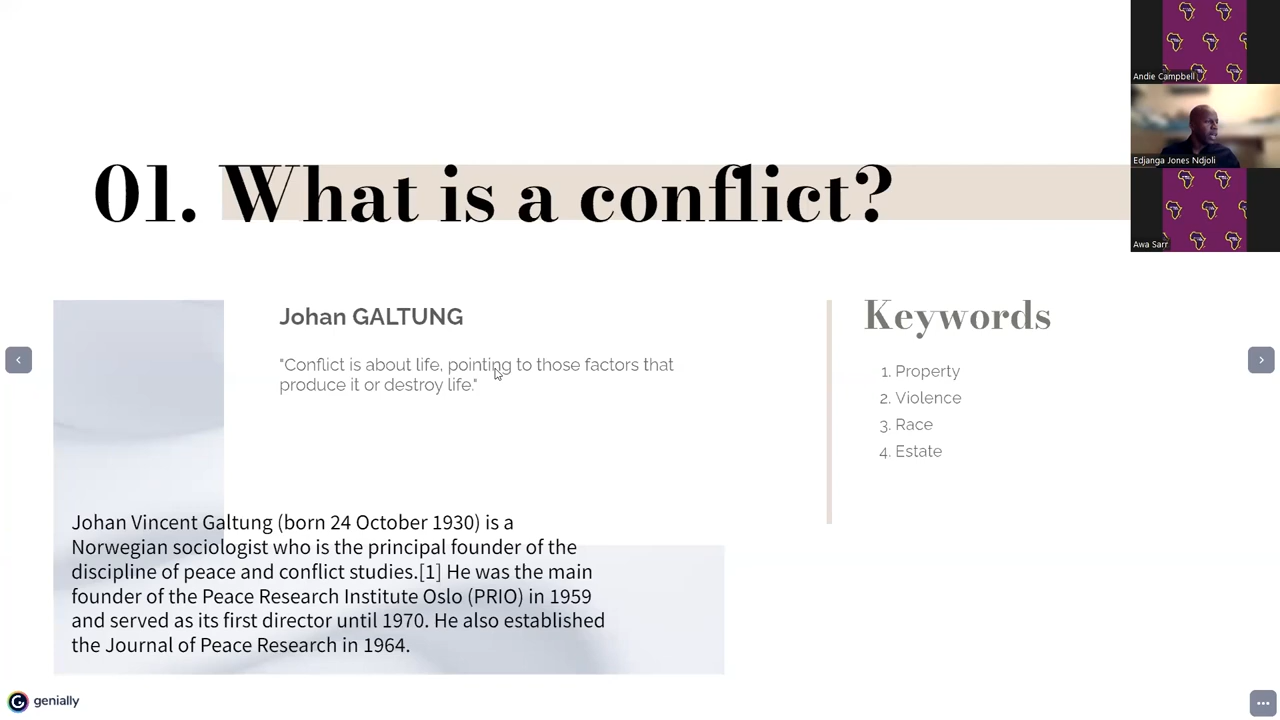 Andie Campbell
Edjanga Jones Ndjoli
Awa Sarr
01. What is a conflict?
Johan GALTUNG
"Conflict is about life, pointing to those factors that
produce it or destroy life."
Keywords
1. Property
2. Violence
3. Race
4. Estate
Johan Vincent Galtung (born 24 October 1930) is a
Norwegian sociologist who is the principal founder of the
discipline of peace and conflict studies.[1] He was the main
founder of the Peace Research Institute Oslo (PRIO) in 1959
and served as its first director until 1970. He also established
the Journal of Peace Research in 1964.
genially